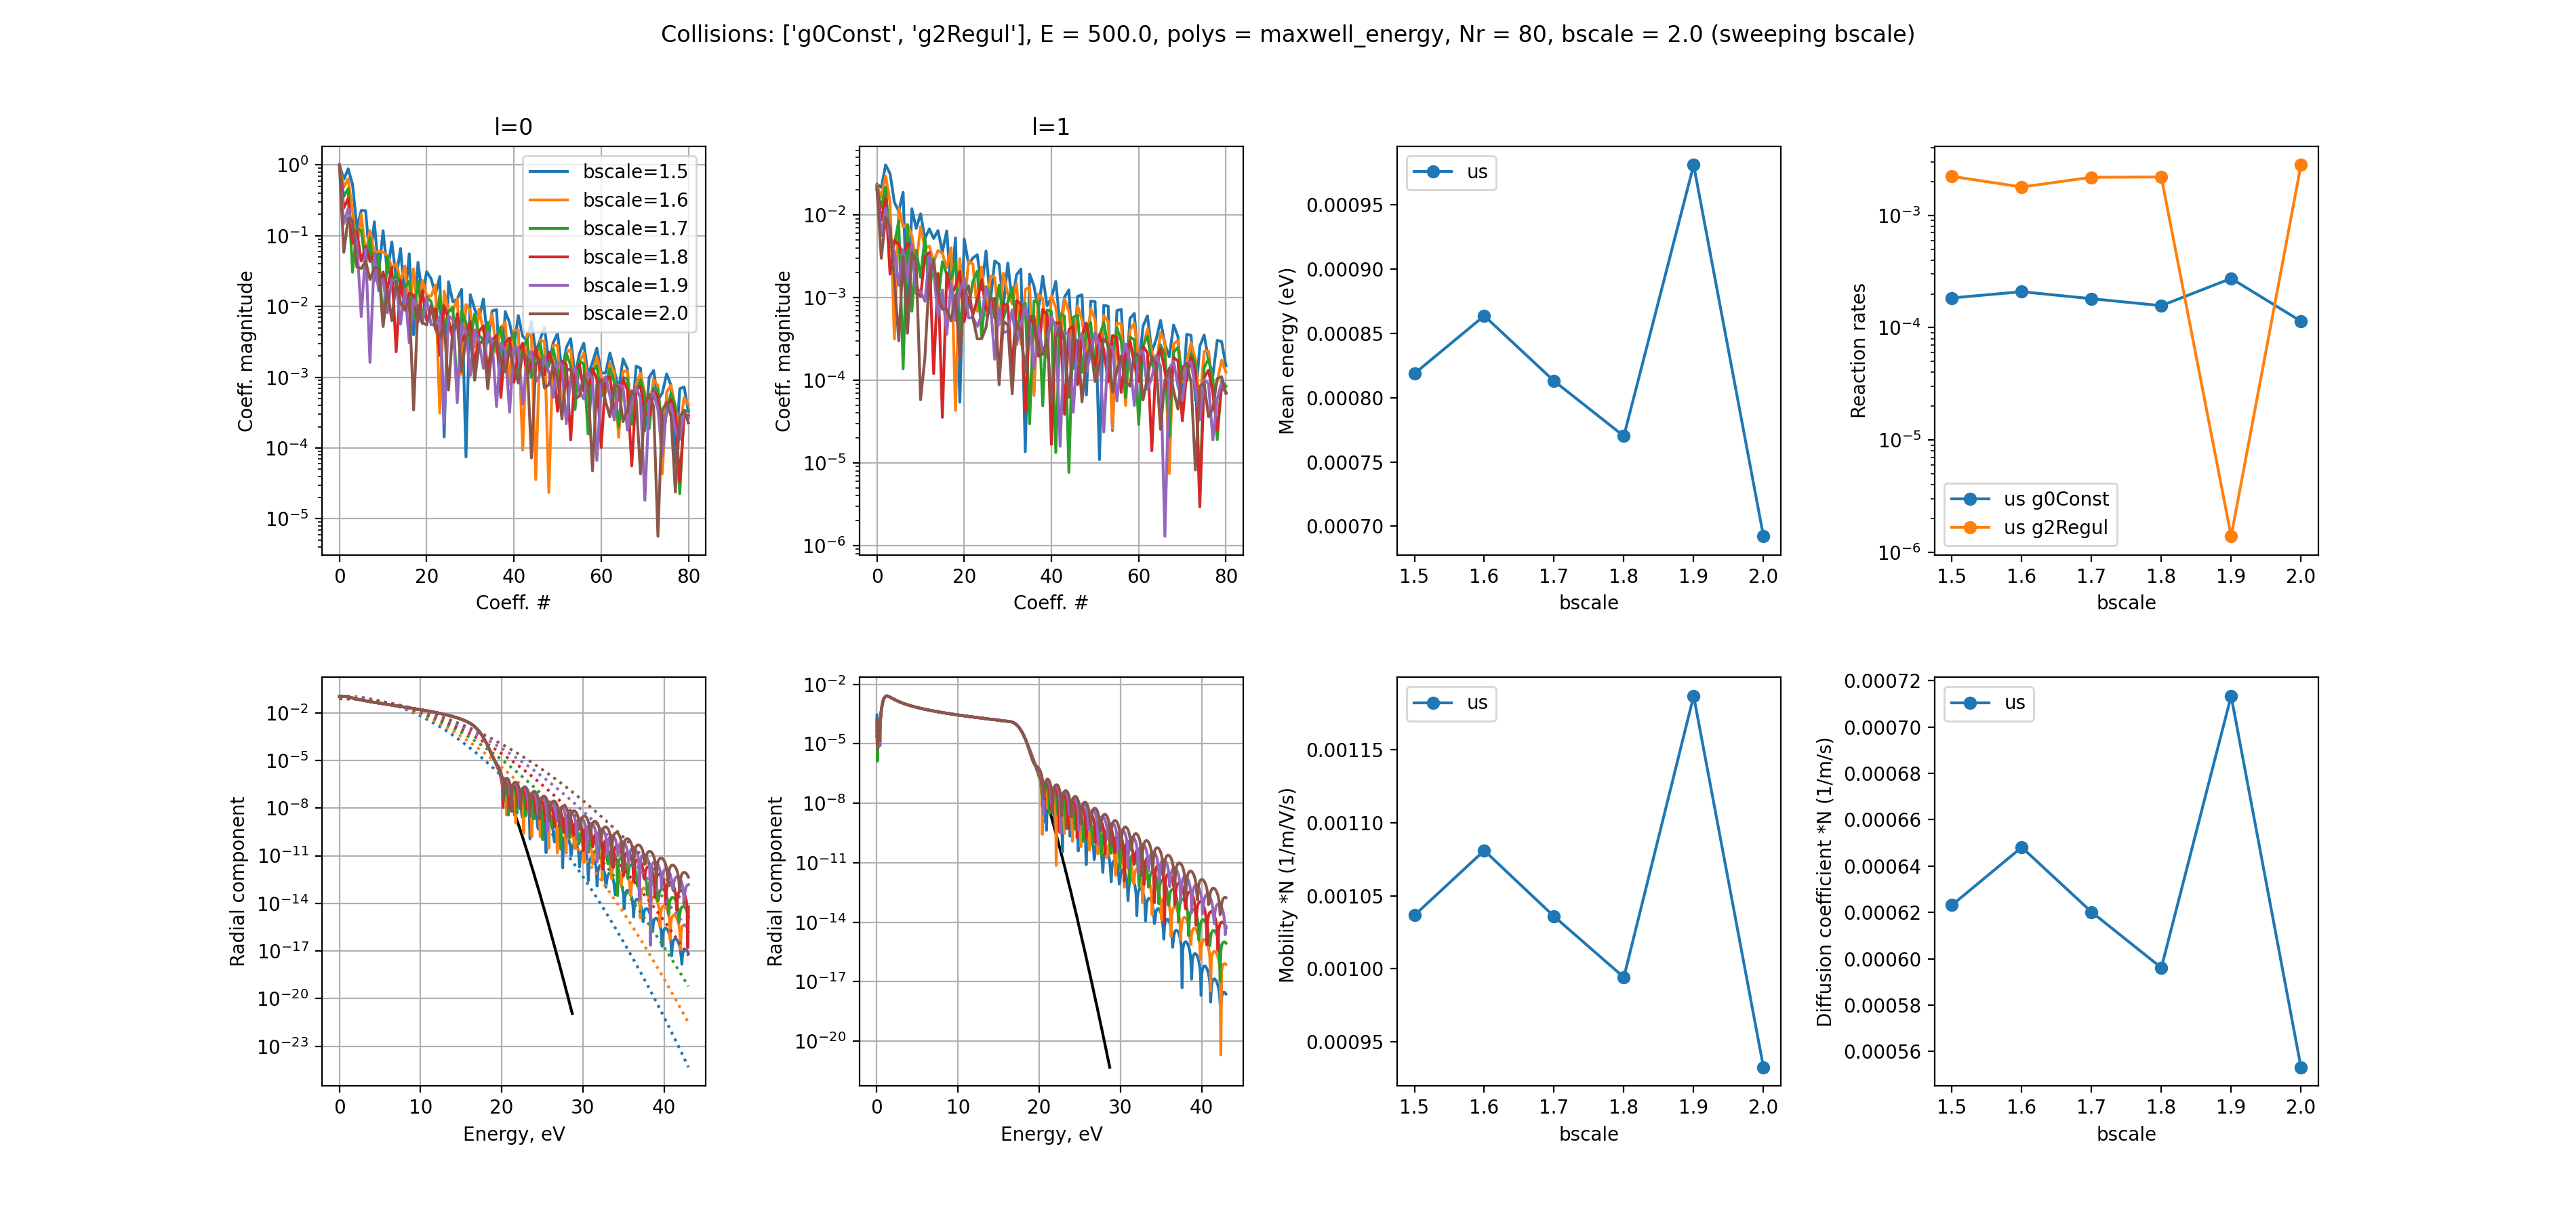 Collisions: ['g0Const', 'g2Regul'], E = 500.0, polys = maxwell_energy, Nr = 80, bscale = 2.0 (sweeping bscale)
l=0
Coeff. magnitude
10^0
10^-1
10^-2
10^-3
10^-4
10^-5
bscale=1.5
bscale=1.6
bscale=1.7
bscale=1.8
bscale=1.9
bscale=2.0
0 20 40 60 80
Coeff. #
l=1
Coeff. magnitude
10^-2
10^-3
10^-4
10^-5
10^-6
0 20 40 60 80
Coeff. #
Mean energy (eV)
us
0.00095
0.00090
0.00085
0.00080
0.00075
0.00070
1.5 1.6 1.7 1.8 1.9 2.0
bscale
Reaction rates
10^-3
10^-4
10^-5
10^-6
us g0Const
us g2Regul
1.5 1.6 1.7 1.8 1.9 2.0
bscale
Radial component
10^-2
10^-5
10^-8
10^-11
10^-14
10^-17
10^-20
10^-23
0 10 20 30 40
Energy, eV
Radial component
10^-2
10^-5
10^-8
10^-11
10^-14
10^-17
10^-20
0 10 20 30 40
Energy, eV
Mobility *N (1/m/V/s)
us
0.00115
0.00110
0.00105
0.00100
0.00095
1.5 1.6 1.7 1.8 1.9 2.0
bscale
Diffusion coefficient *N (1/m/s)
us
0.00072
0.00070
0.00068
0.00066
0.00064
0.00062
0.00060
0.00058
0.00056
1.5 1.6 1.7 1.8 1.9 2.0
bscale